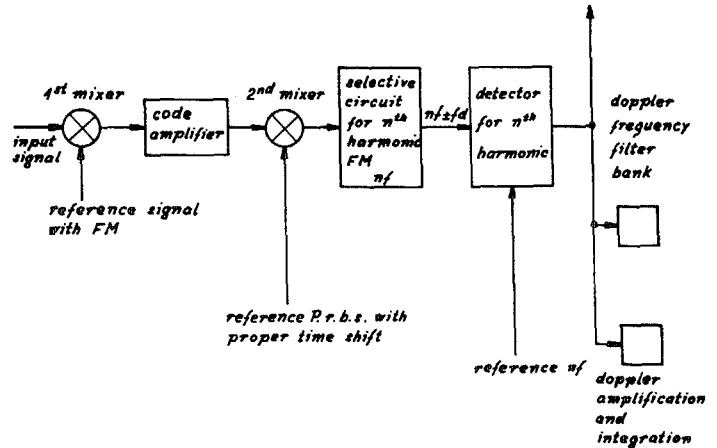 1st mixer
input
signal
reference signal
with FM
code
amplifier
2nd mixer
reference P.r.b.s. with
proper time shift
selective
circuit
for nth
harmonic
FM
nf
nf±fd
detector
for nth
harmonic
reference nf
doppler
freguency
filter
bank
doppler
amplification
and
integration